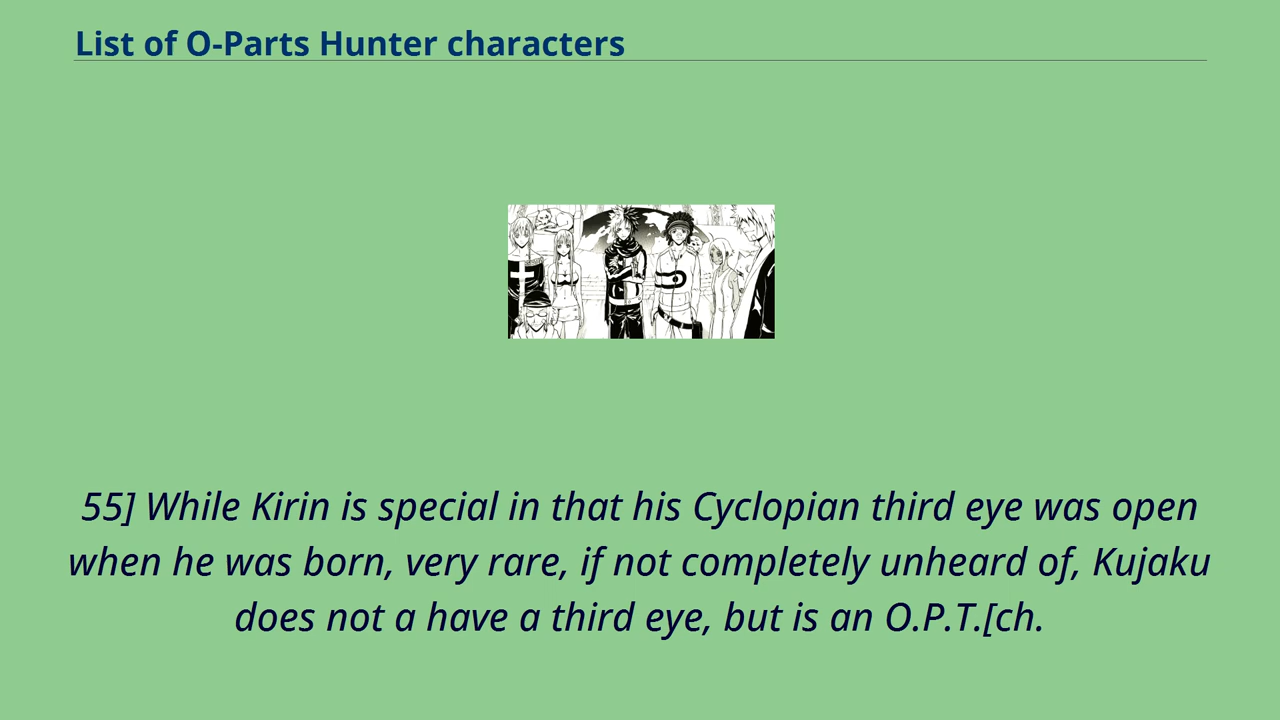 List of O-Parts Hunter characters
55] While Kirin is special in that his Cyclopian third eye was open
when he was born, very rare, if not completely unheard of, Kujaku
does not a have a third eye, but is an O.P.T.[ch.